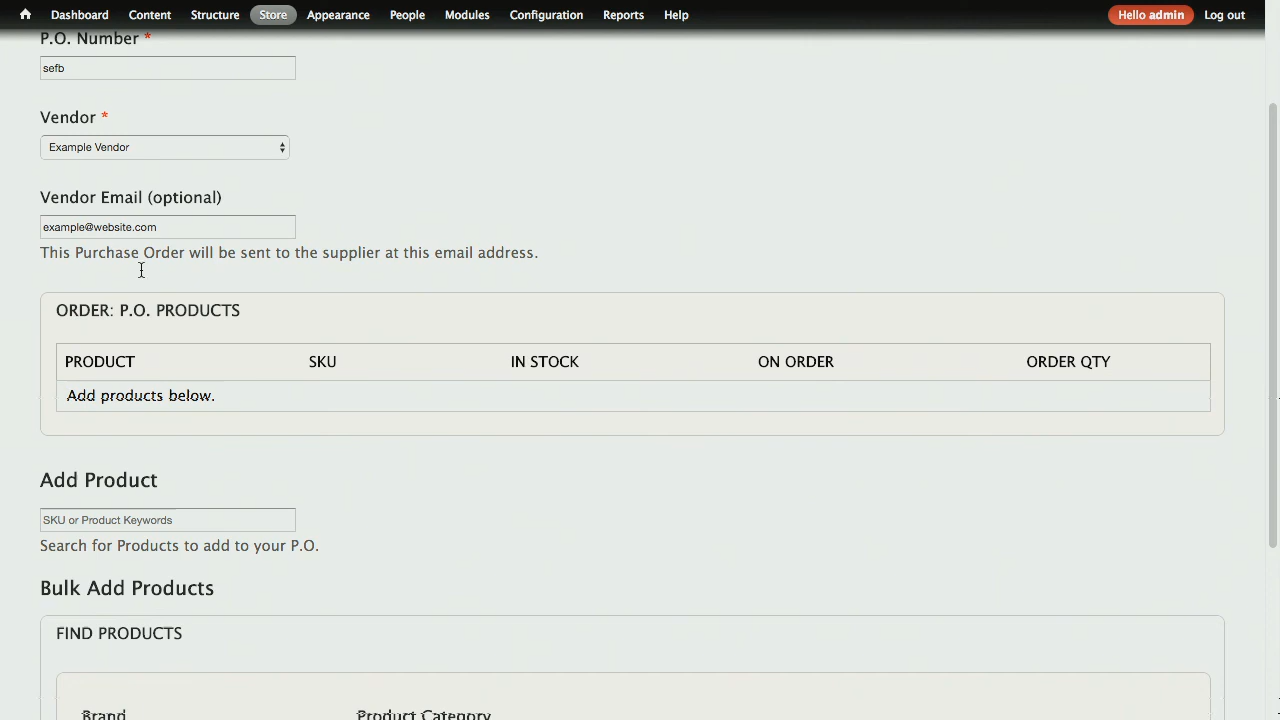 Dashboard Content Structure Store Appearance People Modules Configuration Reports Help Hello admin Log out
P.O. Number *
sefb
Vendor *
Example Vendor
Vendor Email (optional)
example@website.com
This Purchase Order will be sent to the supplier at this email address.
ORDER: P.O. PRODUCTS
PRODUCT SKU IN STOCK ON ORDER ORDER QTY
Add products below.
Add Product
SKU or Product Keywords
Search for Products to add to your P.O.
Bulk Add Products
FIND PRODUCTS
Brand Product Category